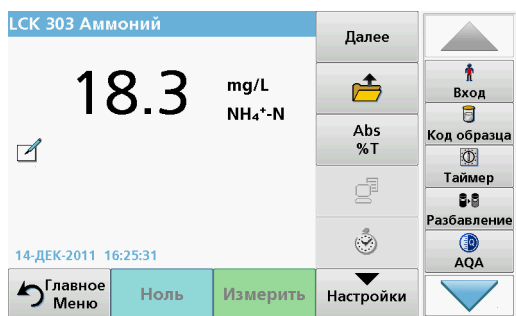 LCK 303 Аммоний
18.3
mg/L
NH₄⁺-N
14-ДЕК-2011 16:25:31
Далее
Abs
%T
Главное
Меню
Ноль
Измерить
Настройки
Вход
Код образца
Таймер
Разбавление
AQA